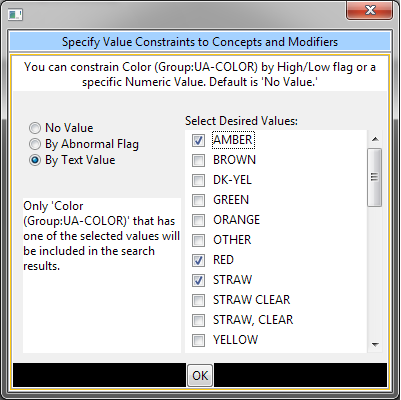 Specify Value Constraints to Concepts and Modifiers
You can constrain Color (Group:UA-COLOR) by High/Low flag or a
specific Numeric Value. Default is 'No Value.'
No Value
By Abnormal Flag
By Text Value
Only 'Color
(Group:UA-COLOR)' that has
one of the selected values will
be included in the search
results.
Select Desired Values:
AMBER
BROWN
DK-YEL
GREEN
ORANGE
OTHER
RED
STRAW
STRAW CLEAR
STRAW, CLEAR
YELLOW
OK